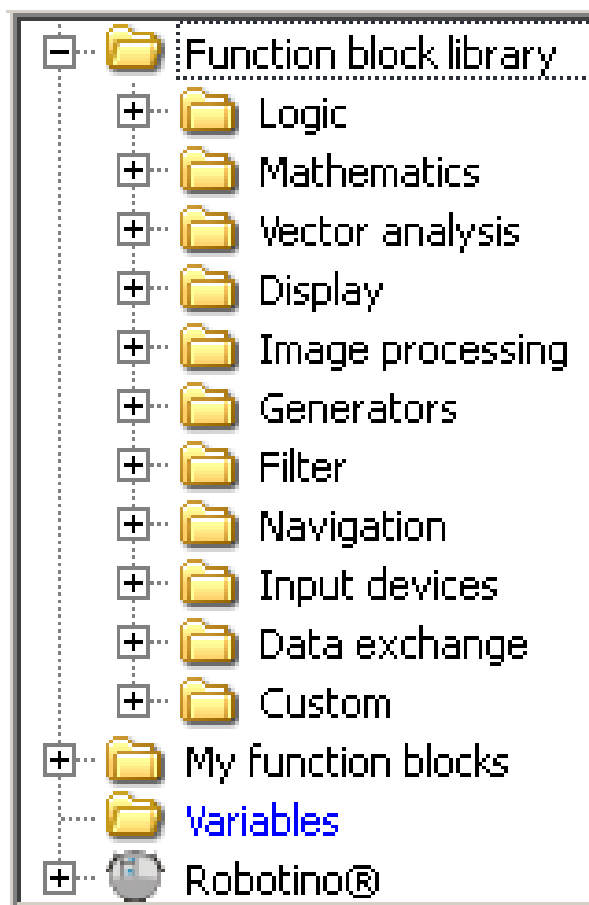 Function block library
Logic
Mathematics
Vector analysis
Display
Image processing
Generators
Filter
Navigation
Input devices
Data exchange
Custom
My function blocks
Variables
Robotino®